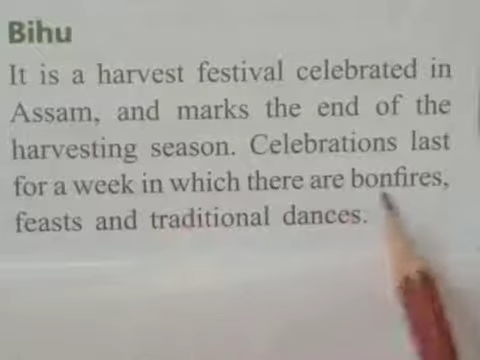 Bihu
It is a harvest festival celebrated in
Assam, and marks the end of the
harvesting season. Celebrations last
for a week in which there are bonfires,
feasts and traditional dances.